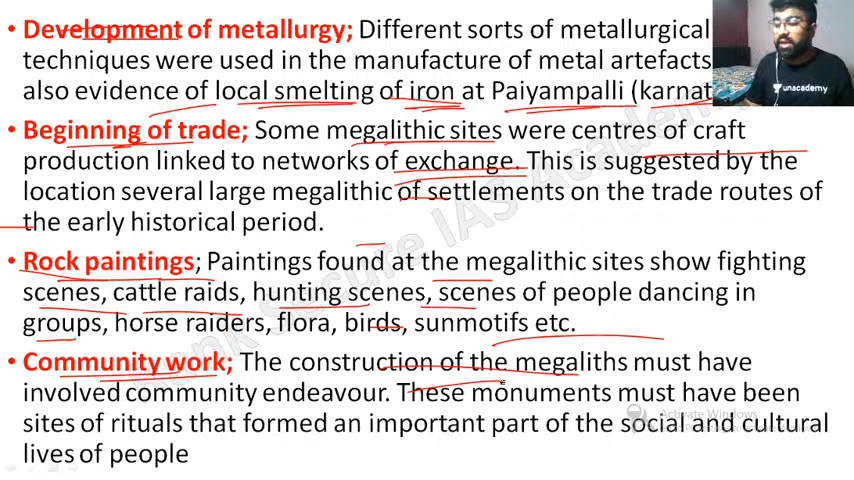 • Development of metallurgy; Different sorts of metallurgical
techniques were used in the manufacture of metal artefacts
also evidence of local smelting of iron at Paiyampalli (karnat
• Beginning of trade; Some megalithic sites were centres of craft
production linked to networks of exchange. This is suggested by the
location several large megalithic of settlements on the trade routes of
the early historical period.
• Rock paintings; Paintings found at the megalithic sites show fighting
scenes, cattle raids, hunting scenes, scenes of people dancing in
groups, horse raiders, flora, birds, sunmotifs etc.
• Community work; The construction of the megaliths must have
involved community endeavour. These monuments must have been
sites of rituals that formed an important part of the social and cultural
lives of people
unacademy
Rank Secure IAS Academy
Activate Windows